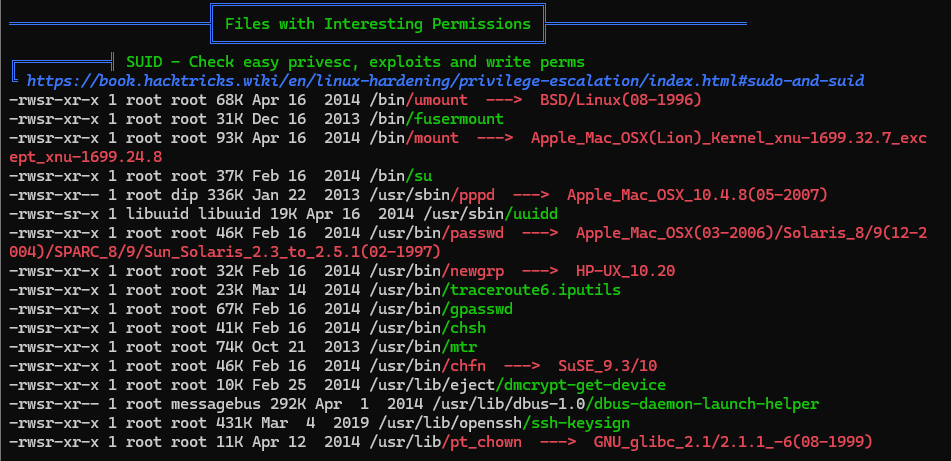 Files with Interesting Permissions
SUID - Check easy privesc, exploits and write perms
https://book.hacktricks.wiki/en/linux-hardening/privilege-escalation/index.html#sudo-and-suid
-rwsr-xr-x 1 root root 68K Apr 16  2014 /bin/umount  --->  BSD/Linux(08-1996)
-rwsr-xr-x 1 root root 31K Dec 16  2013 /bin/fusermount
-rwsr-xr-x 1 root root 93K Apr 16  2014 /bin/mount  --->  Apple_Mac_OSX(Lion)_Kernel_xnu-1699.32.7_exc
ept_xnu-1699.24.8
-rwsr-xr-x 1 root root 37K Feb 16  2014 /bin/su
-rwsr-xr-- 1 root dip 336K Jan 22  2013 /usr/sbin/pppd  --->  Apple_Mac_OSX_10.4.8(05-2007)
-rwsr-sr-x 1 libuuid libuuid 19K Apr 16  2014 /usr/sbin/uuidd
-rwsr-xr-x 1 root root 46K Feb 16  2014 /usr/bin/passwd  --->  Apple_Mac_OSX(03-2006)/Solaris_8/9(12-2
004)/SPARC_8/9/Sun_Solaris_2.3_to_2.5.1(02-1997)
-rwsr-xr-x 1 root root 32K Feb 16  2014 /usr/bin/newgrp  --->  HP-UX_10.20
-rwsr-xr-x 1 root root 23K Mar 14  2014 /usr/bin/traceroute6.iputils
-rwsr-xr-x 1 root root 67K Feb 16  2014 /usr/bin/gpasswd
-rwsr-xr-x 1 root root 41K Feb 16  2014 /usr/bin/chsh
-rwsr-xr-x 1 root root 74K Oct 21  2013 /usr/bin/mtr
-rwsr-xr-x 1 root root 46K Feb 16  2014 /usr/bin/chfn  --->  SuSE_9.3/10
-rwsr-xr-x 1 root root 10K Feb 25  2014 /usr/lib/eject/dmcrypt-get-device
-rwsr-xr-- 1 root messagebus 292K Apr  1  2014 /usr/lib/dbus-1.0/dbus-daemon-launch-helper
-rwsr-xr-x 1 root root 431K Mar  4  2019 /usr/lib/openssh/ssh-keysign
-rwsr-xr-x 1 root root 11K Apr 12  2014 /usr/lib/pt_chown  --->  GNU_glibc_2.1/2.1.1_-6(08-1999)